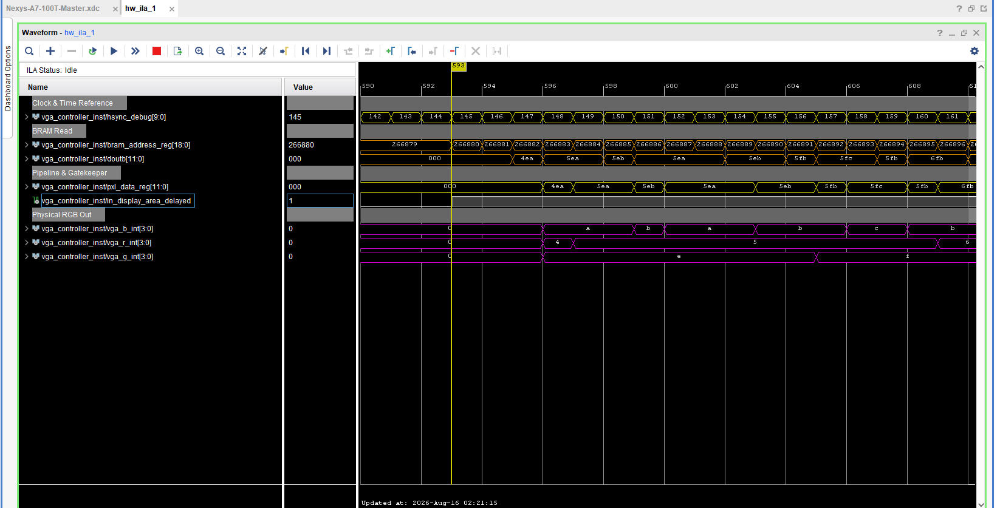 Nexys-A7-100T-Master.xdc × hw_ila_1 × ?
Dashboard Options
Waveform - hw_ila_1 ?
ILA Status: Idle
593
Name Value
590 592 594 596 598 600 602 604 606 608 61
Clock & Time Reference
vga_controller_inst/hsync_debug[9:0] 145 142 143 144 145 146 147 148 149 150 151 152 153 154 155 156 157 158 159 160 161
BRAM Read
vga_controller_inst/bram_address_reg[18:0] 266880 266879 266880 266881 266882 266883 266884 266885 266886 266887 266888 266889 266890 266891 266892 266893 266894 266895 266896 26
vga_controller_inst/doutb[11:0] 000 000 4ea 5ea 5eb 5ea 5eb 5fb 5fc 5fb 6fb
Pipeline & Gatekeeper
vga_controller_inst/pxl_data_reg[11:0] 000 000 4ea 5ea 5eb 5ea 5eb 5fb 5fc 5fb 6fb
vga_controller_inst/in_display_area_delayed 1
Physical RGB Out
vga_controller_inst/vga_b_int[3:0] 0 0 a b a b c b
vga_controller_inst/vga_r_int[3:0] 0 0 4 5 6
vga_controller_inst/vga_g_int[3:0] 0 0 e f
Updated at: 2026-Aug-16 02:21:15